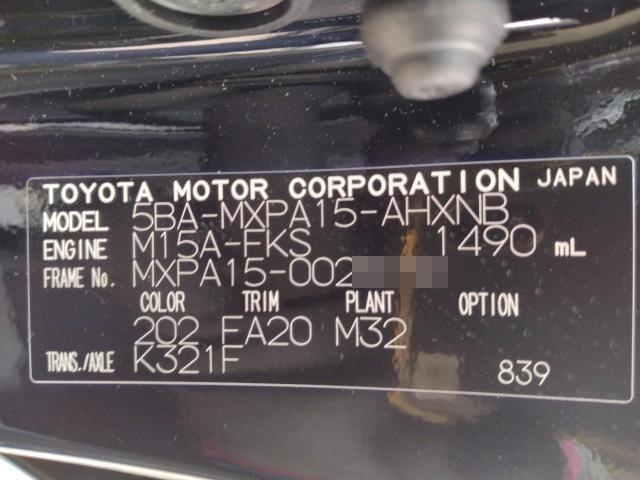 TOYOTA MOTOR CORPORATION JAPAN
MODEL 5BA-MXPA15-AHXNB
ENGINE M15A-FKS 1490 mL
FRAME No. MXPA15-002
COLOR TRIM PLANT OPTION
202 EA20 M32
TRANS./AXLE K321F 839